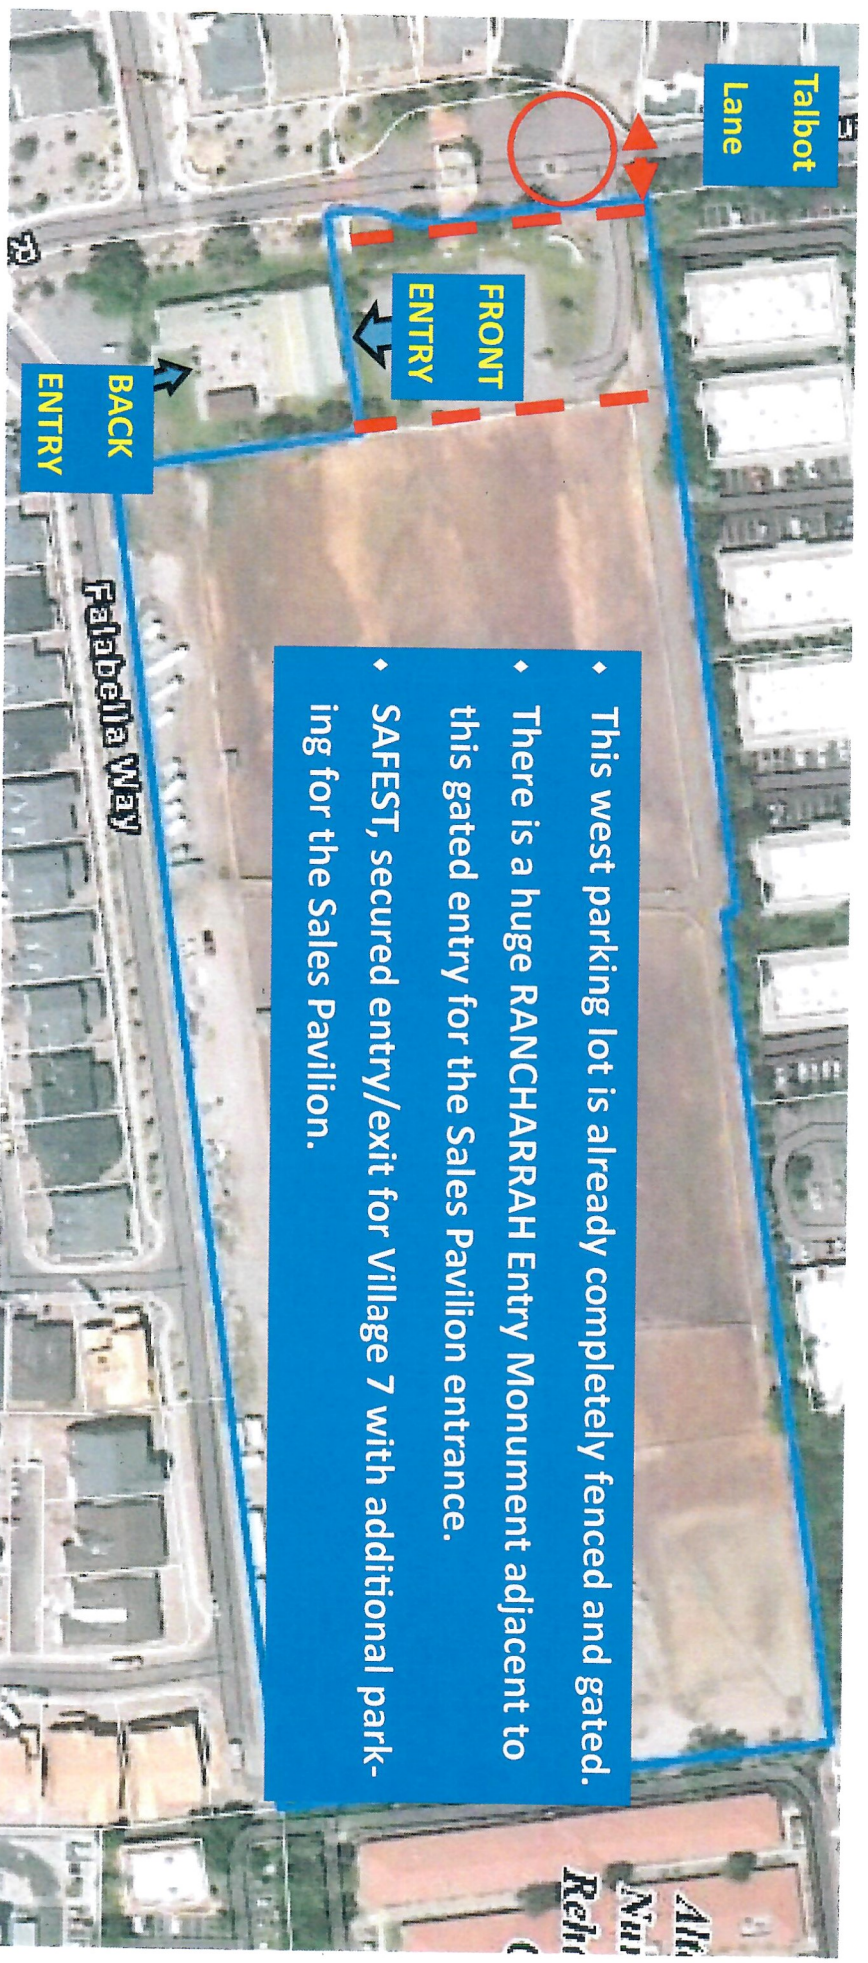 Talbot
Lane
FRONT
ENTRY
BACK
ENTRY
Falabella Way
⬩ This west parking lot is already completely fenced and gated.
⬩ There is a huge RANCHARRAH Entry Monument adjacent to
this gated entry for the Sales Pavilion entrance.
⬩ SAFEST, secured entry/exit for Village 7 with additional park-
ing for the Sales Pavilion.